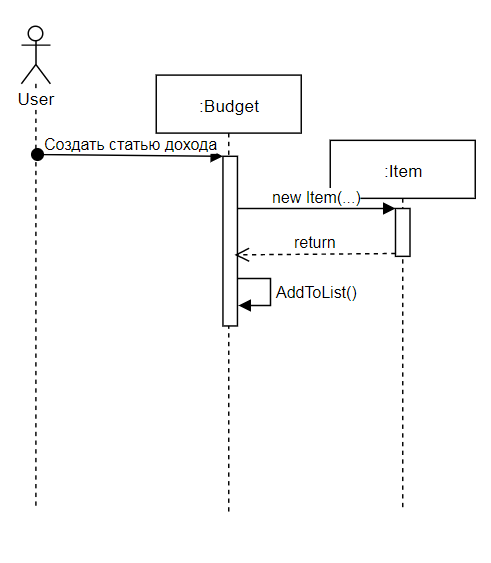 User
:Budget
Создать статью дохода
:Item
new Item(...)
return
AddToList()